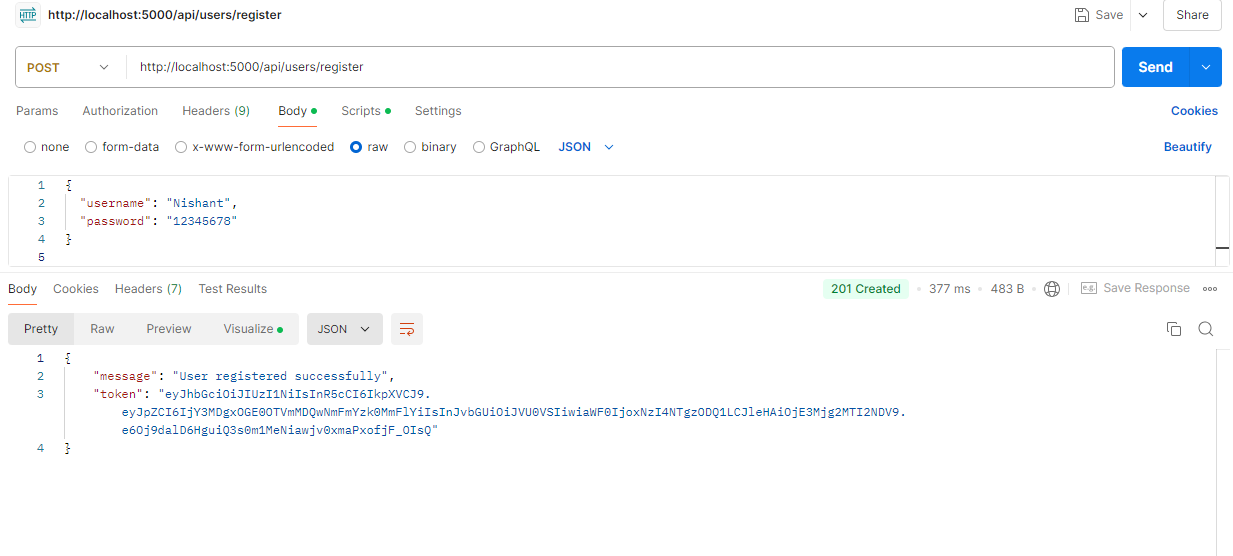 HTTP http://localhost:5000/api/users/register Save Share
POST http://localhost:5000/api/users/register Send
Params Authorization Headers (9) Body Scripts Settings Cookies
none form-data x-www-form-urlencoded raw binary GraphQL JSON Beautify
1 {
2 "username": "Nishant",
3 "password": "12345678"
4 }
5
Body Cookies Headers (7) Test Results 201 Created 377 ms 483 B e.g. Save Response
Pretty Raw Preview Visualize JSON
1 {
2 "message": "User registered successfully",
3 "token": "eyJhbGciOiJIUzI1NiIsInR5cCI6IkpXVCJ9.
eyJpZCI6IjY3MDgxOGE0OTVmMDQwNmFmYzk0MmFlYiIsInJvbGUiOiJVU0VSIiwiaWF0IjoxNzI4NTgzODQ1LCJleHAiOjE3Mjg2MTI2NDV9.
e6Oj9dalD6HguiQ3s0m1MeNiawjv0xmaPxofjF_OIsQ"
4 }